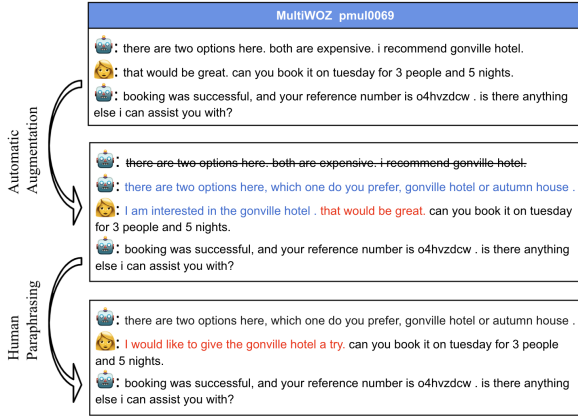 MultiWOZ pmul0069
: there are two options here. both are expensive. i recommend gonville hotel.
: that would be great. can you book it on tuesday for 3 people and 5 nights.
: booking was successful, and your reference number is o4hvzdcw . is there anything
else i can assist you with?
Automatic
Augmentation
: there are two options here. both are expensive. i recommend gonville hotel.
: there are two options here, which one do you prefer, gonville hotel or autumn house .
: I am interested in the gonville hotel . that would be great. can you book it on tuesday
for 3 people and 5 nights.
: booking was successful, and your reference number is o4hvzdcw . is there anything
else i can assist you with?
Human
Paraphrasing
: there are two options here, which one do you prefer, gonville hotel or autumn house .
: I would like to give the gonville hotel a try. can you book it on tuesday for 3 people
and 5 nights.
: booking was successful, and your reference number is o4hvzdcw . is there anything
else i can assist you with?